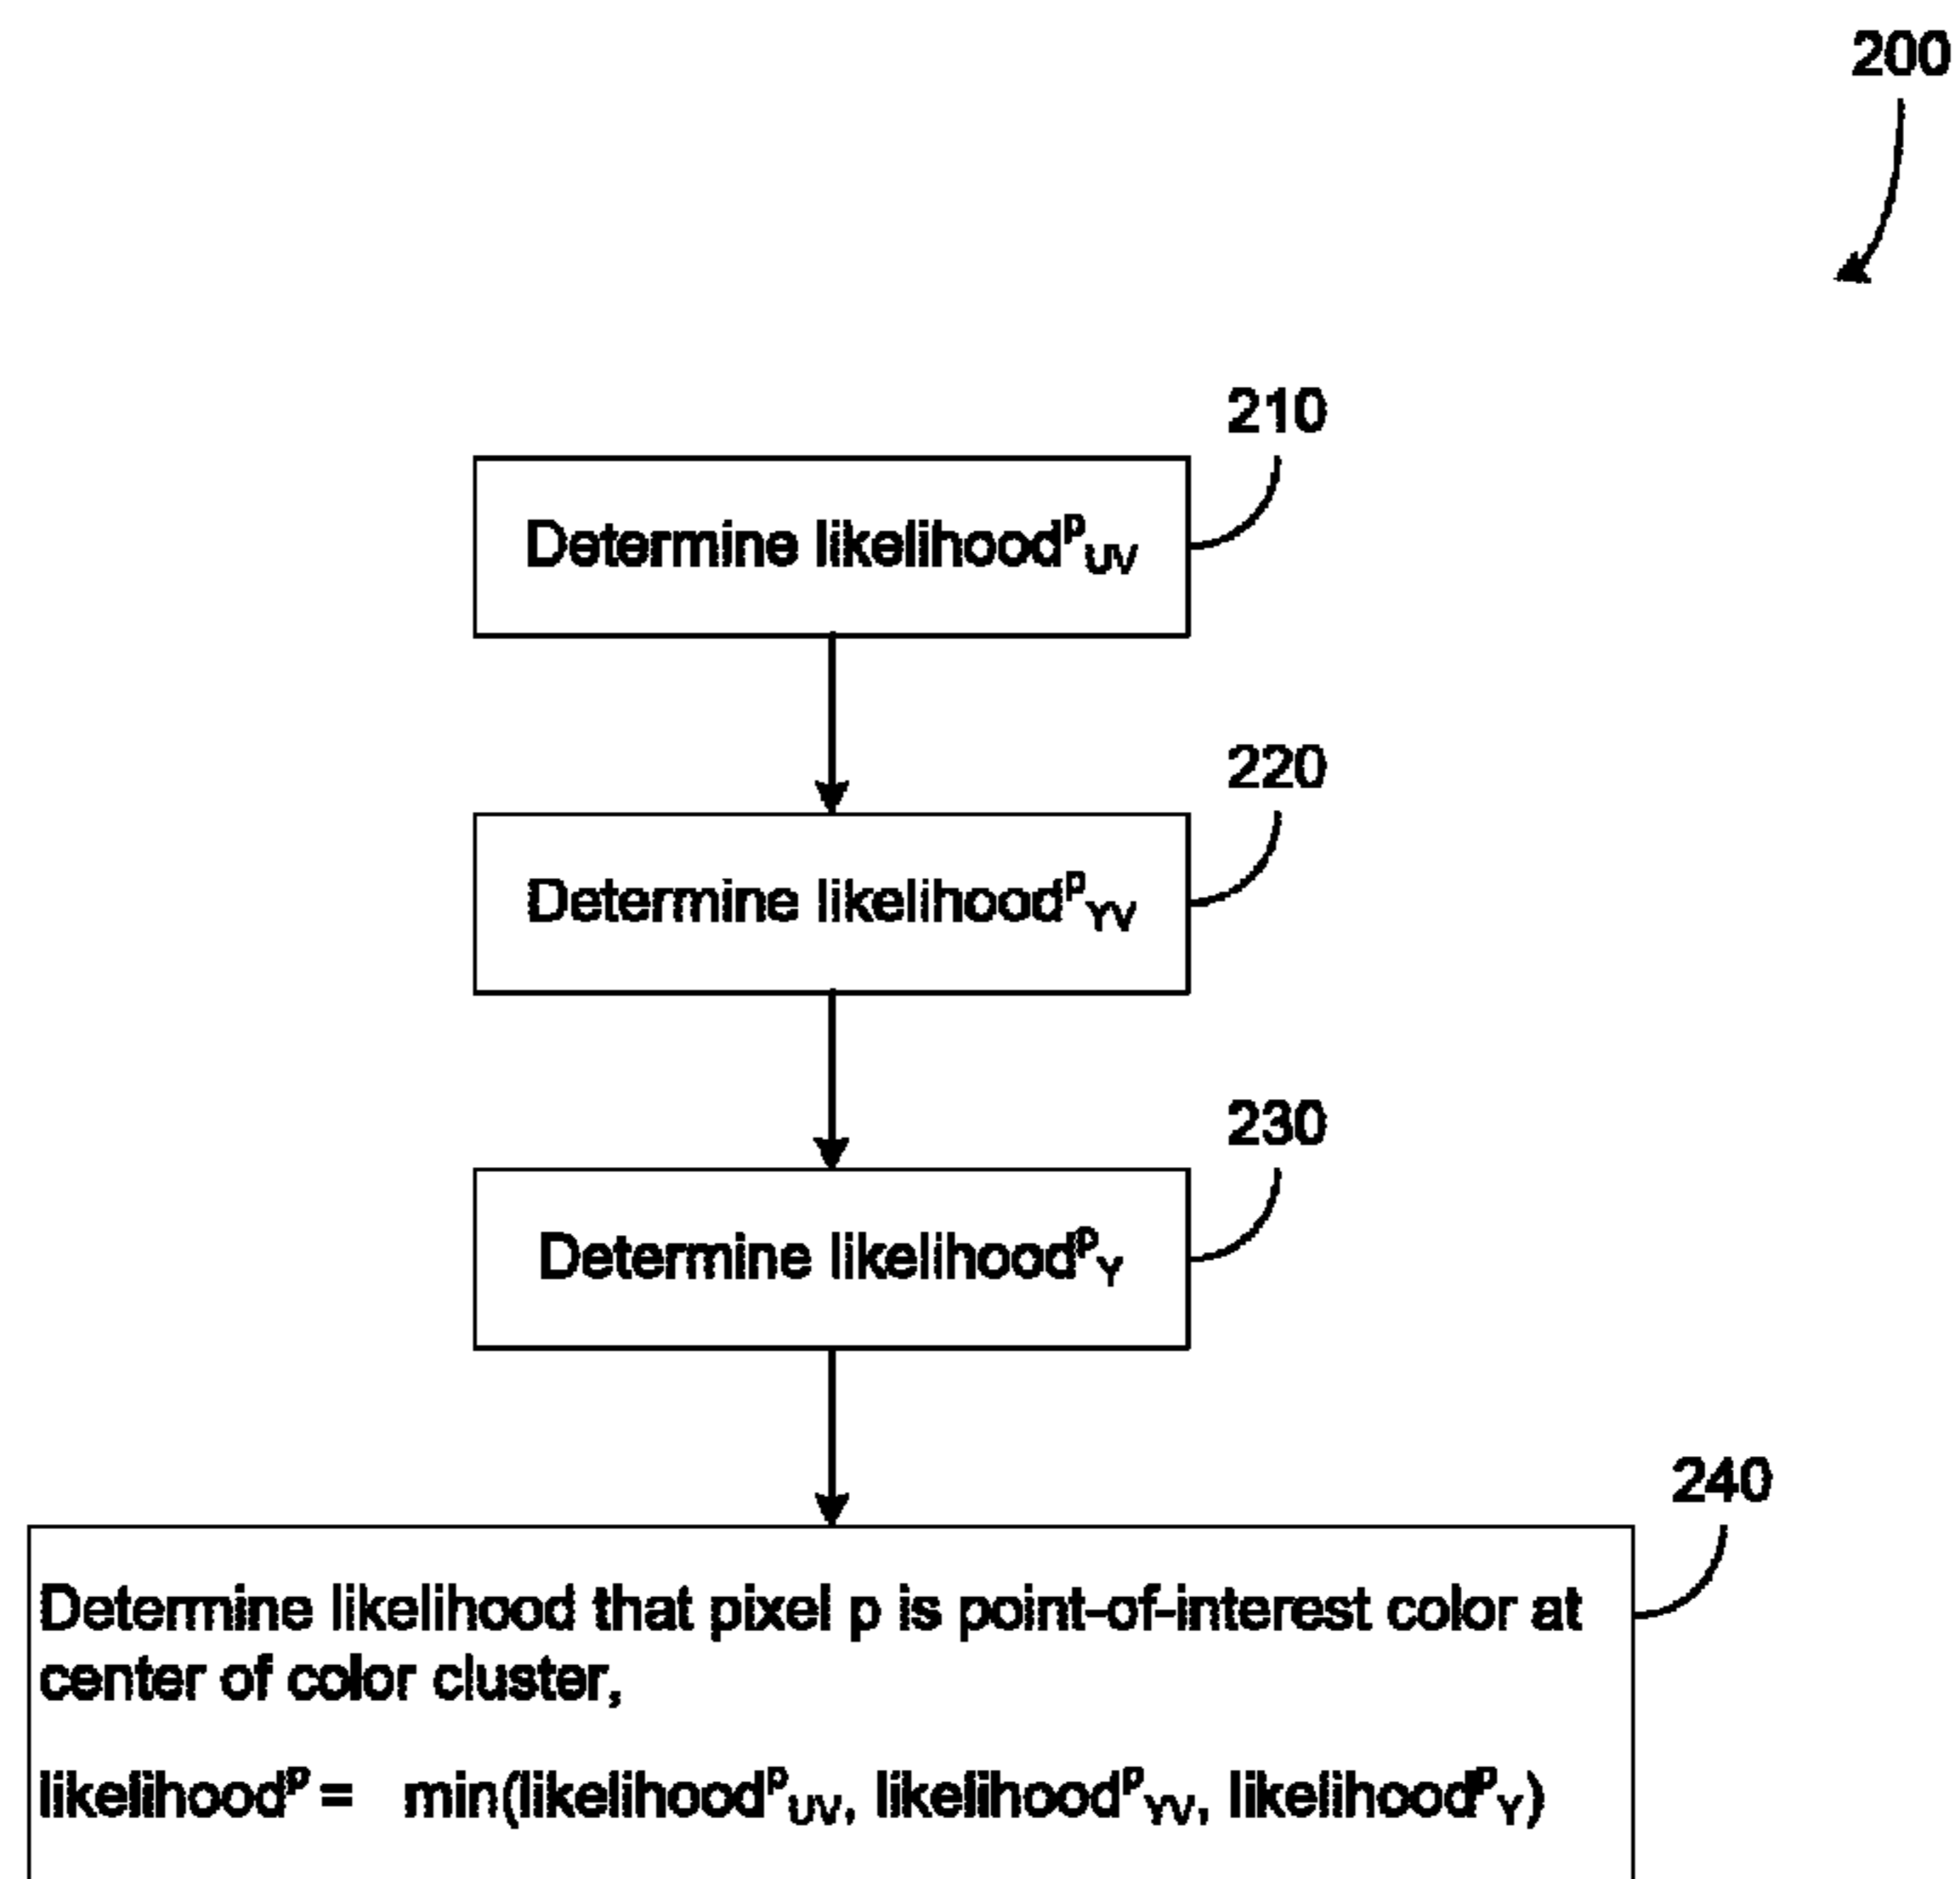 200
210
Determine likelihood^p_UV
220
Determine likelihood^p_YV
230
Determine likelihood^p_Y
240
Determine likelihood that pixel p is point-of-interest color at
center of color cluster,
likelihood^p = min(likelihood^p_UV, likelihood^p_YV, likelihood^p_Y)